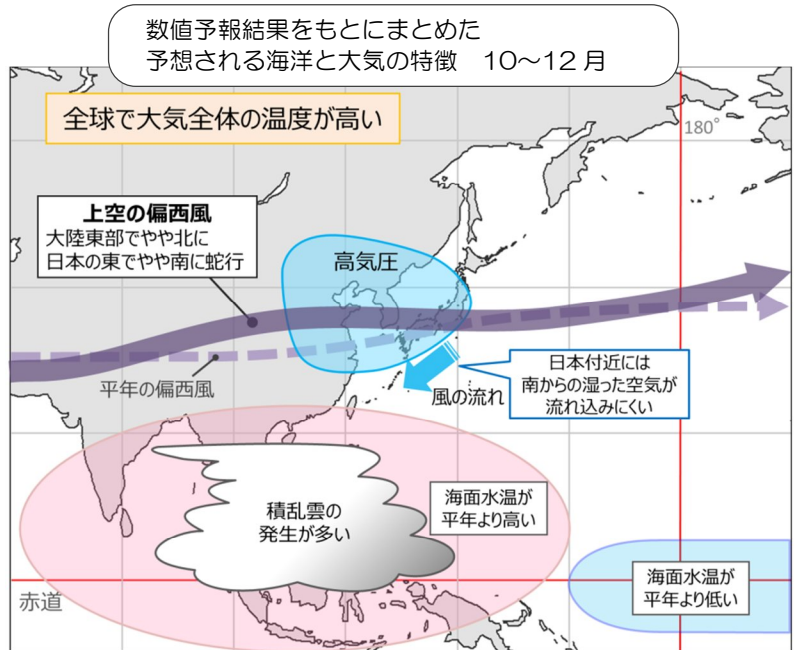 数値予報結果をもとにまとめた
予想される海洋と大気の特徴　10～12月
全球で大気全体の温度が高い
180°
上空の偏西風
大陸東部でやや北に
日本の東でやや南に蛇行
高気圧
平年の偏西風
風の流れ
日本付近には
南からの湿った空気が
流れ込みにくい
積乱雲の
発生が多い
海面水温が
平年より高い
海面水温が
平年より低い
赤道